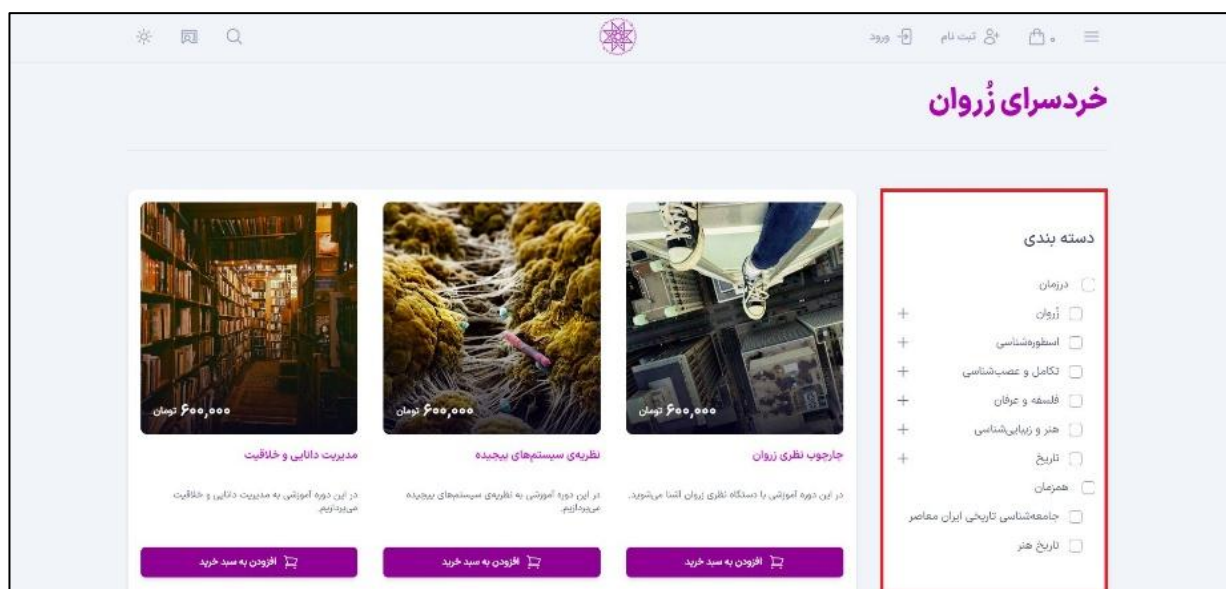 ۰
ثبت نام
ورود
خردسرای زُروان
دسته بندی
درزمان
زُروان
اسطوره‌شناسی
تکامل و عصب‌شناسی
فلسفه و عرفان
هنر و زیبایی‌شناسی
تاریخ
همزمان
جامعه‌شناسی تاریخی ایران معاصر
تاریخ هنر
۶۰۰,۰۰۰ تومان
چارچوب نظری زروان
در این دوره آموزشی با دستگاه نظری زروان آشنا می‌شوید.
افزودن به سبد خرید
۶۰۰,۰۰۰ تومان
نظریه‌ی سیستم‌های پیچیده
در این دوره آموزشی به نظریه‌ی سیستم‌های پیچیده
می‌پردازیم.
افزودن به سبد خرید
۶۰۰,۰۰۰ تومان
مدیریت دانایی و خلاقیت
در این دوره آموزشی به مدیریت دانایی و خلاقیت
می‌پردازیم.
افزودن به سبد خرید